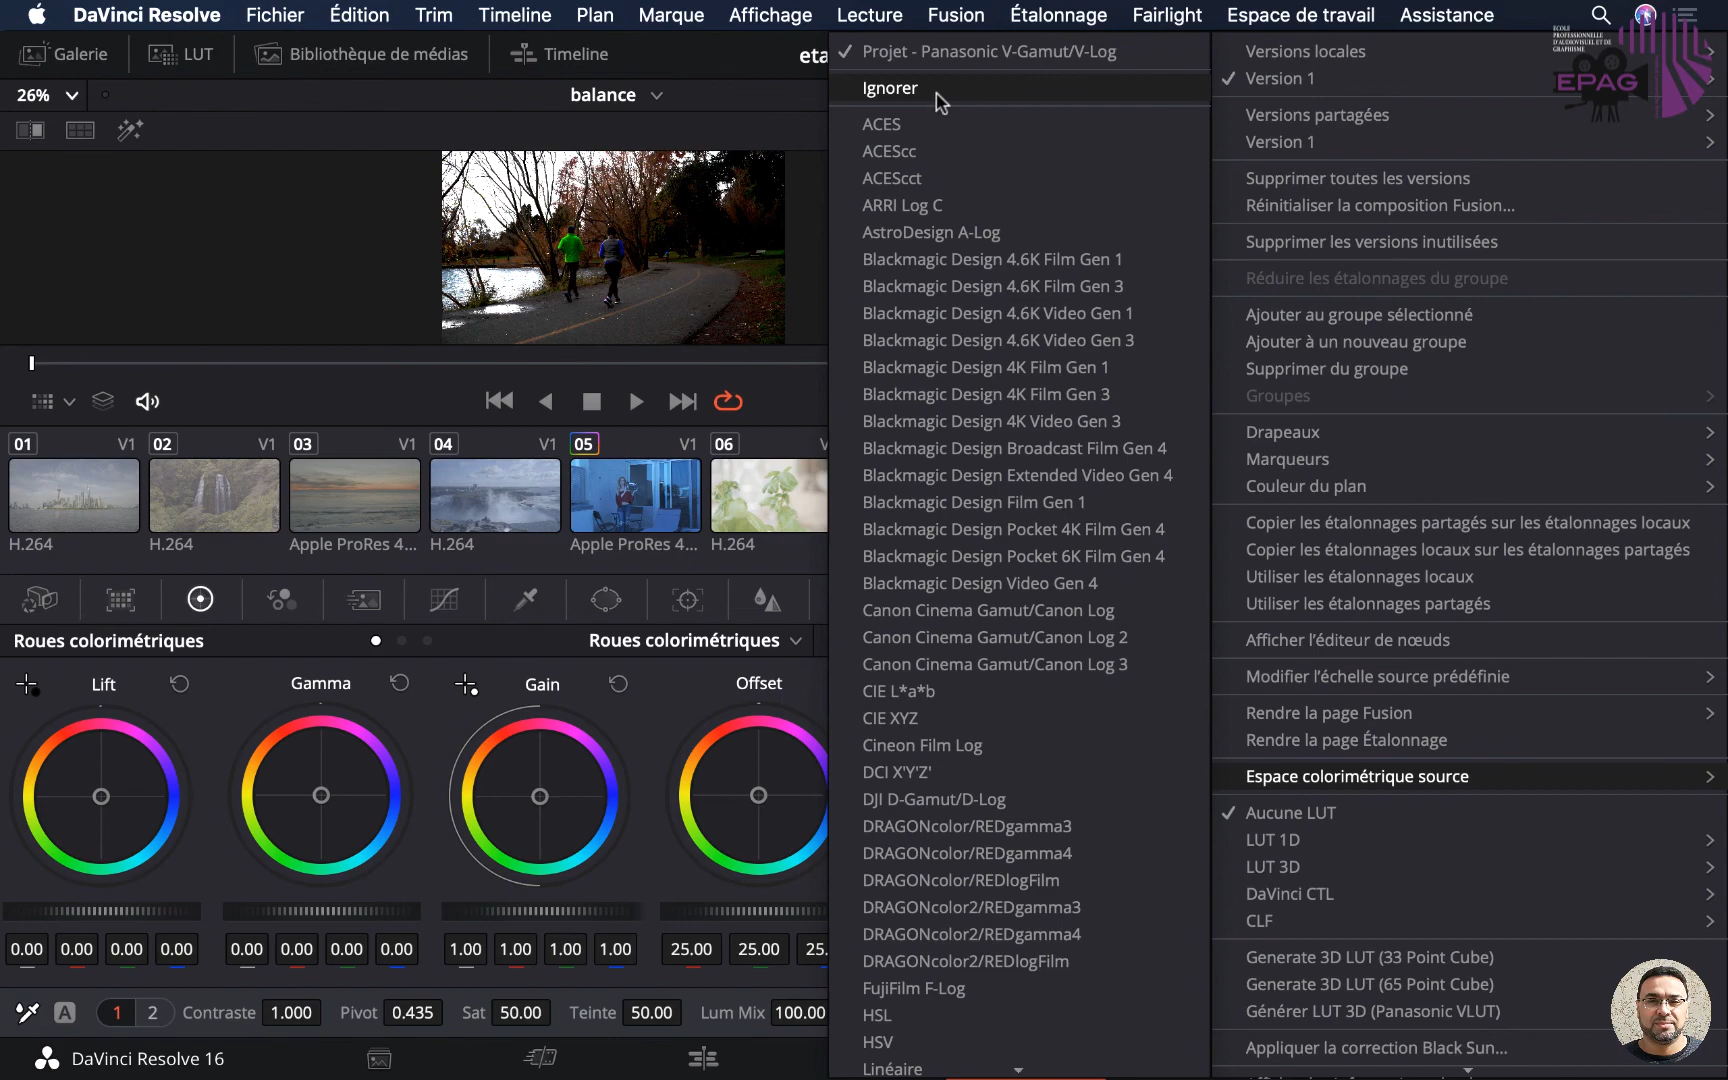 DaVinci Resolve Fichier Édition Trim Timeline Plan Marque Affichage Lecture Fusion Étalonnage Fairlight Espace de travail Assistance
Galerie LUT Bibliothèque de médias Timeline eta
26% balance
01 V1 02 V1 03 V1 04 V1 05 V1 06 V
H.264 H.264 Apple ProRes 4... H.264 Apple ProRes 4... H.264
Roues colorimétriques Roues colorimétriques
Lift Gamma Gain Offset
0.00 0.00 0.00 0.00 0.00 0.00 0.00 0.00 1.00 1.00 1.00 1.00 25.00 25.00 25.
A 1 2 Contraste 1.000 Pivot 0.435 Sat 50.00 Teinte 50.00 Lum Mix 100.00
DaVinci Resolve 16
Projet - Panasonic V-Gamut/V-Log
Ignorer
ACES
ACEScc
ACEScct
ARRI Log C
AstroDesign A-Log
Blackmagic Design 4.6K Film Gen 1
Blackmagic Design 4.6K Film Gen 3
Blackmagic Design 4.6K Video Gen 1
Blackmagic Design 4.6K Video Gen 3
Blackmagic Design 4K Film Gen 1
Blackmagic Design 4K Film Gen 3
Blackmagic Design 4K Video Gen 3
Blackmagic Design Broadcast Film Gen 4
Blackmagic Design Extended Video Gen 4
Blackmagic Design Film Gen 1
Blackmagic Design Pocket 4K Film Gen 4
Blackmagic Design Pocket 6K Film Gen 4
Blackmagic Design Video Gen 4
Canon Cinema Gamut/Canon Log
Canon Cinema Gamut/Canon Log 2
Canon Cinema Gamut/Canon Log 3
CIE L*a*b
CIE XYZ
Cineon Film Log
DCI X'Y'Z'
DJI D-Gamut/D-Log
DRAGONcolor/REDgamma3
DRAGONcolor/REDgamma4
DRAGONcolor/REDlogFilm
DRAGONcolor2/REDgamma3
DRAGONcolor2/REDgamma4
DRAGONcolor2/REDlogFilm
FujiFilm F-Log
HSL
HSV
Linéaire
Versions locales
Version 1
Versions partagées
Version 1
Supprimer toutes les versions
Réinitialiser la composition Fusion...
Supprimer les versions inutilisées
Réduire les étalonnages du groupe
Ajouter au groupe sélectionné
Ajouter à un nouveau groupe
Supprimer du groupe
Groupes
Drapeaux
Marqueurs
Couleur du plan
Copier les étalonnages partagés sur les étalonnages locaux
Copier les étalonnages locaux sur les étalonnages partagés
Utiliser les étalonnages locaux
Utiliser les étalonnages partagés
Afficher l'éditeur de nœuds
Modifier l'échelle source prédéfinie
Rendre la page Fusion
Rendre la page Étalonnage
Espace colorimétrique source
Aucune LUT
LUT 1D
LUT 3D
DaVinci CTL
CLF
Generate 3D LUT (33 Point Cube)
Generate 3D LUT (65 Point Cube)
Générer LUT 3D (Panasonic VLUT)
Appliquer la correction Black Sun...
ECOLE
PROFESSIONNELLE
D'AUDIOVISUEL ET DE
GRAPHISME
EPAG